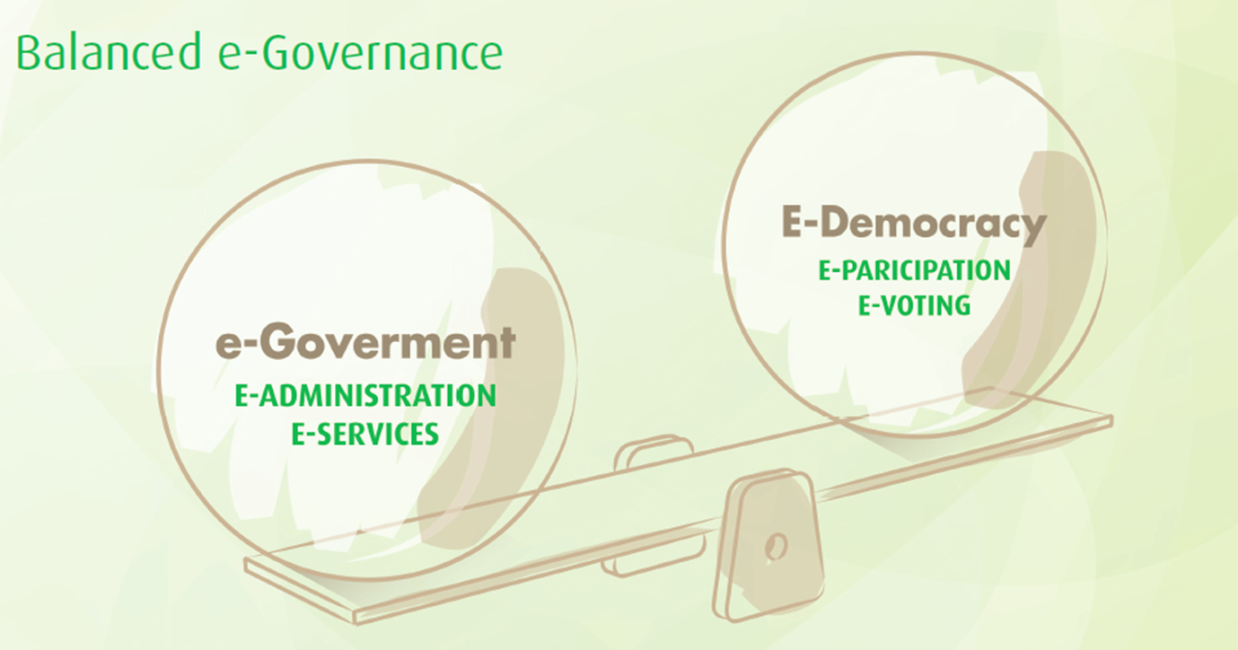 Balanced e-Governance
e-Goverment
E-ADMINISTRATION
E-SERVICES
E-Democracy
E-PARICIPATION
E-VOTING